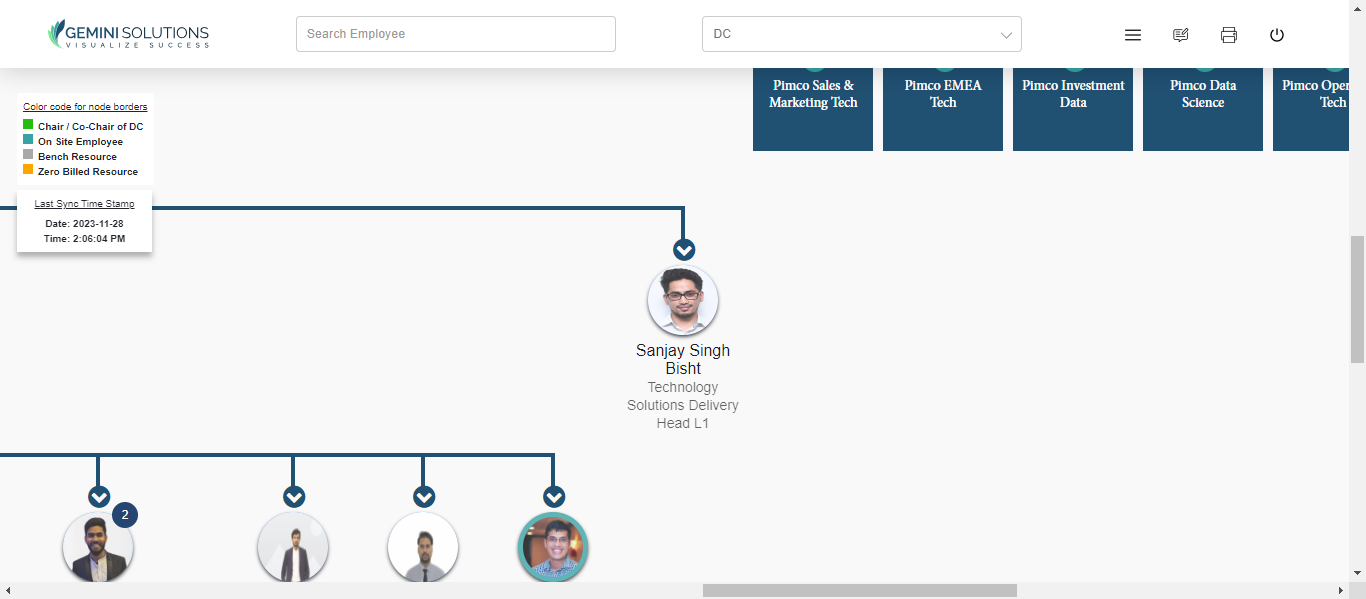 GEMINI SOLUTIONS
VISUALIZE SUCCESS
Search Employee
DC
Pimco Sales &
Marketing Tech
Pimco EMEA
Tech
Pimco Investment
Data
Pimco Data
Science
Pimco Oper
Tech
Color code for node borders
Chair / Co-Chair of DC
On Site Employee
Bench Resource
Zero Billed Resource
Last Sync Time Stamp
Date: 2023-11-28
Time: 2:06:04 PM
Sanjay Singh
Bisht
Technology
Solutions Delivery
Head L1
2